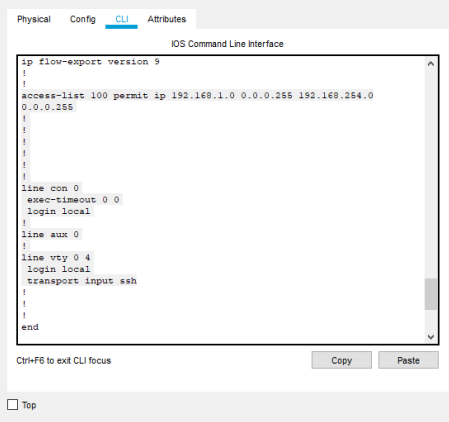 Physical Config CLI Attributes
IOS Command Line Interface
ip flow-export version 9
!
!
access-list 100 permit ip 192.168.1.0 0.0.0.255 192.168.254.0
0.0.0.255
!
!
!
!
!
!
line con 0
exec-timeout 0 0
login local
!
line aux 0
!
line vty 0 4
login local
transport input ssh
!
!
!
end
Ctrl+F6 to exit CLI focus Copy Paste
Top